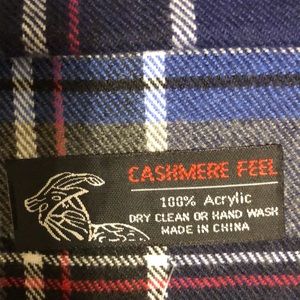 CASHMERE FEEL
100% Acrylic
DRY CLEAN OR HAND WASH
MADE IN CHINA